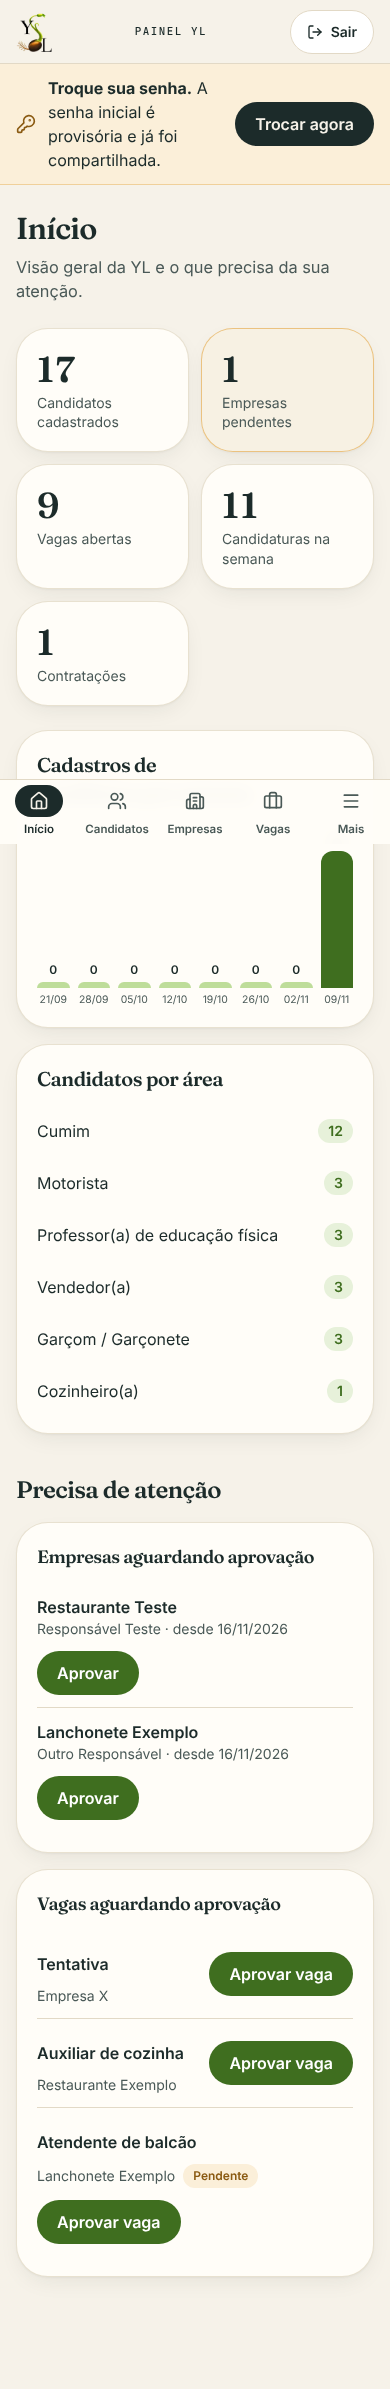 YL
PAINEL YL
Sair
Troque sua senha. A
senha inicial é
provisória e já foi
compartilhada.
Trocar agora
Início
Visão geral da YL e o que precisa da sua
atenção.
17
Candidatos
cadastrados
1
Empresas
pendentes
9
Vagas abertas
11
Candidaturas na
semana
1
Contratações
Cadastros de
Início
Candidatos
Empresas
Vagas
Mais
0
0
0
0
0
0
0
21/09
28/09
05/10
12/10
19/10
26/10
02/11
09/11
Candidatos por área
Cumim
12
Motorista
3
Professor(a) de educação física
3
Vendedor(a)
3
Garçom / Garçonete
3
Cozinheiro(a)
1
Precisa de atenção
Empresas aguardando aprovação
Restaurante Teste
Responsável Teste · desde 16/11/2026
Aprovar
Lanchonete Exemplo
Outro Responsável · desde 16/11/2026
Aprovar
Vagas aguardando aprovação
Tentativa
Empresa X
Aprovar vaga
Auxiliar de cozinha
Restaurante Exemplo
Aprovar vaga
Atendente de balcão
Lanchonete Exemplo
Pendente
Aprovar vaga